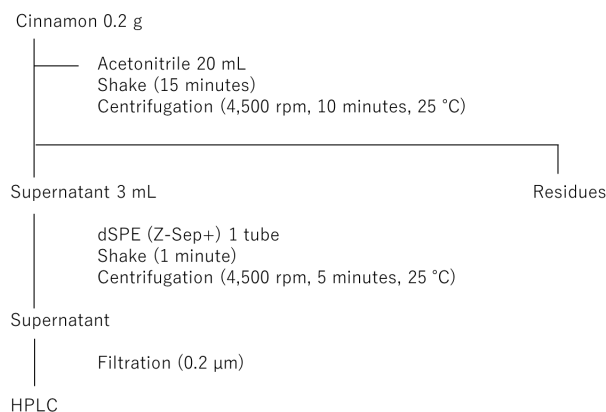 Cinnamon 0.2 g
Acetonitrile 20 mL
Shake (15 minutes)
Centrifugation (4,500 rpm, 10 minutes, 25 °C)
Supernatant 3 mL
Residues
dSPE (Z-Sep+) 1 tube
Shake (1 minute)
Centrifugation (4,500 rpm, 5 minutes, 25 °C)
Supernatant
Filtration (0.2 μm)
HPLC